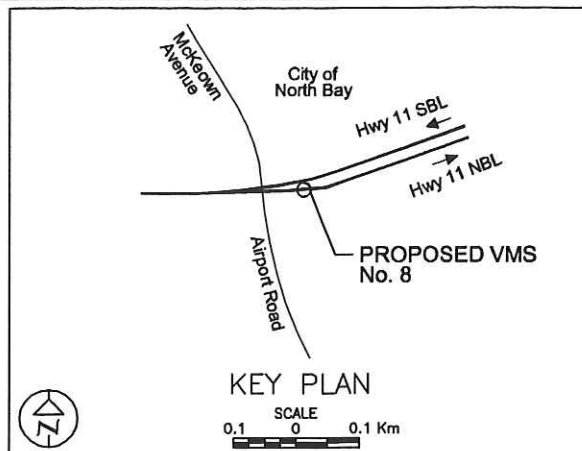 McKeown
Avenue
City of
North Bay
Hwy 11 SBL
Hwy 11 NBL
PROPOSED VMS
No. 8
Airport Road
KEY PLAN
SCALE
0.1 0 0.1 Km
N